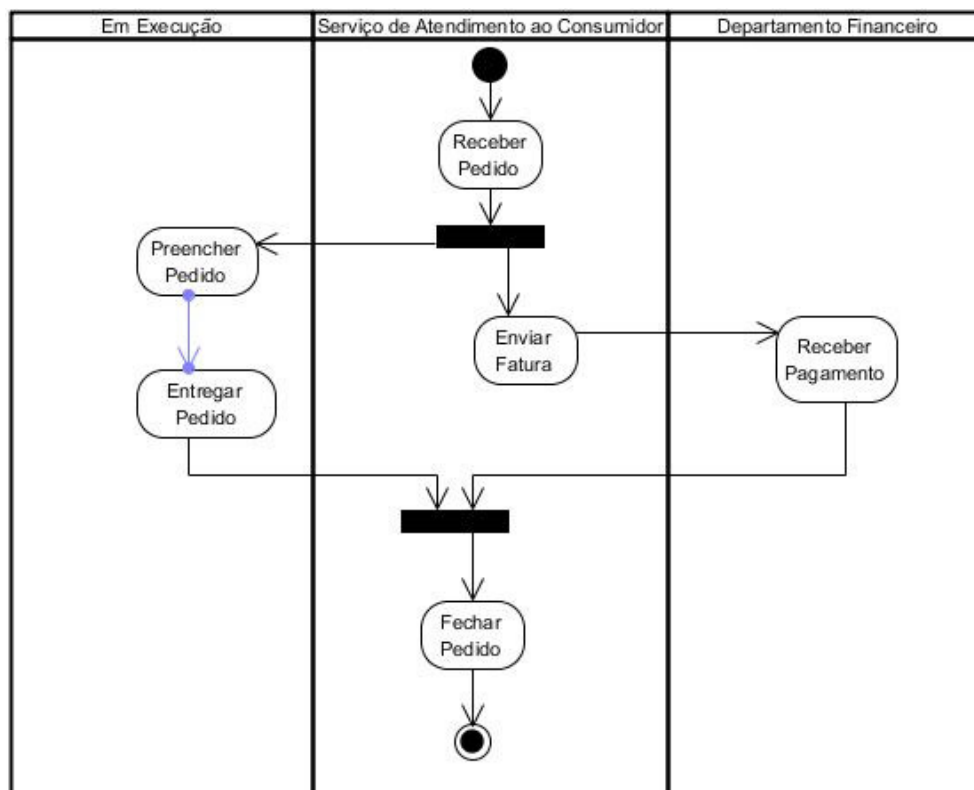 Em Execução
Serviço de Atendimento ao Consumidor
Departamento Financeiro
Receber
Pedido
Preencher
Pedido
Enviar
Fatura
Receber
Pagamento
Entregar
Pedido
Fechar
Pedido